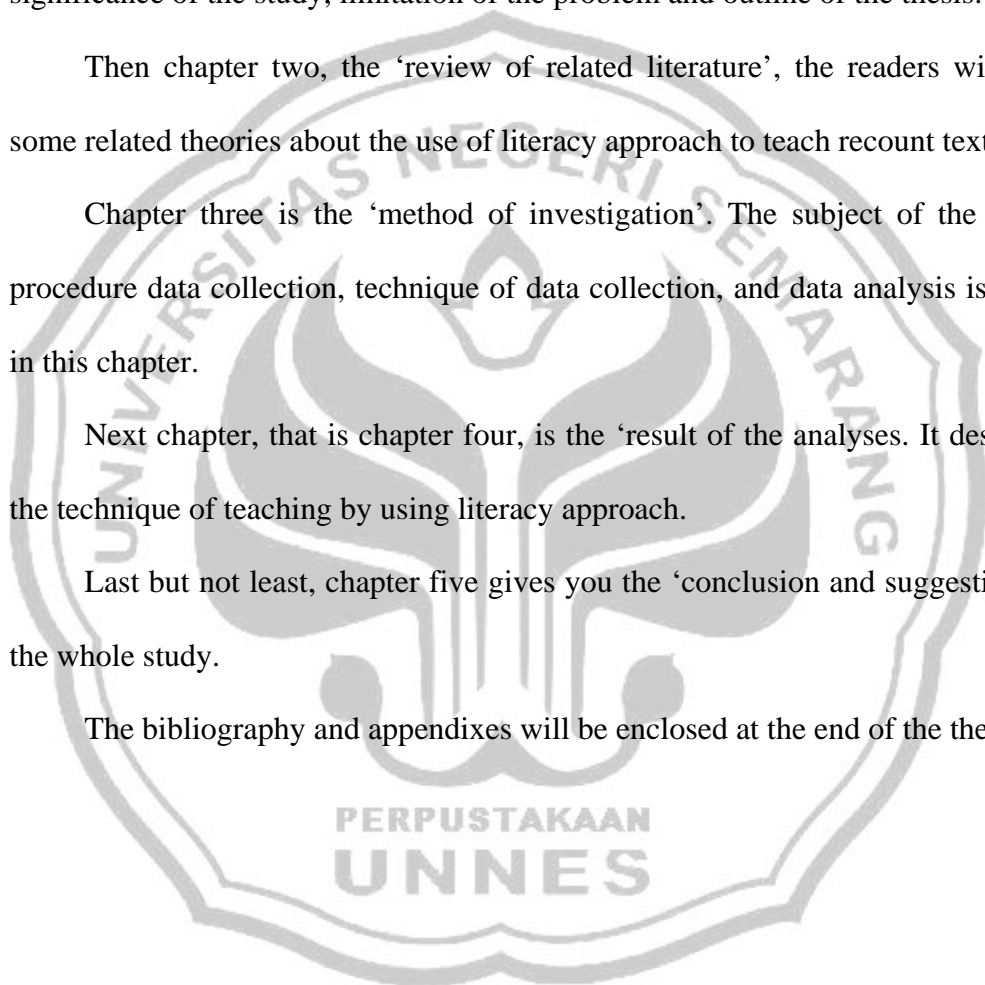 significance of the study, limitation of the problem and outline of the thesis.
Then chapter two, the ‘review of related literature’, the readers wi
some related theories about the use of literacy approach to teach recount text
Chapter three is the ‘method of investigation’. The subject of the
procedure data collection, technique of data collection, and data analysis is
in this chapter.
Next chapter, that is chapter four, is the ‘result of the analyses. It des
the technique of teaching by using literacy approach.
Last but not least, chapter five gives you the ‘conclusion and suggesti
the whole study.
The bibliography and appendixes will be enclosed at the end of the the
UNIVERSITAS NEGERI SEMARANG
PERPUSTAKAAN
UNNES